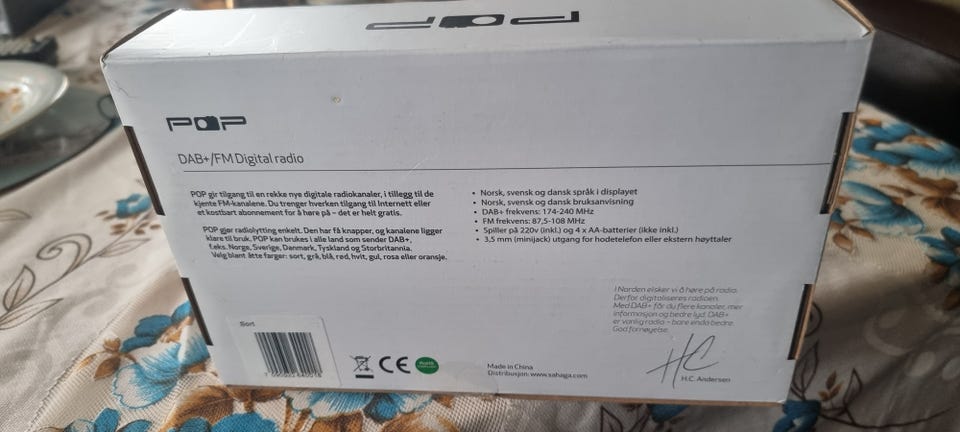 POP
POP
DAB+/FM Digital radio
POP gir tilgang til en rekke nye digitale radiokanaler, i tillegg til de
kjente FM-kanalene. Du trenger hverken tilgang til Internett eller
et kostbart abonnement for å høre på – det er helt gratis.
POP gjør radiolytting enkelt. Den har få knapper, og kanalene ligger
klare til bruk. POP kan brukes i alle land som sender DAB+,
f.eks. Norge, Sverige, Danmark, Tyskland og Storbritannia.
Velg blant åtte farger: sort, grå, blå, rød, hvit, gul, rosa eller oransje.
• Norsk, svensk og dansk språk i displayet
• Norsk, svensk og dansk bruksanvisning
• DAB+ frekvens: 174-240 MHz
• FM frekvens: 87,5-108 MHz
• Spiller på 220v (inkl.) og 4 x AA-batterier (ikke inkl.)
• 3,5 mm (minijack) utgang for hodetelefon eller ekstern høyttaler
I Norden elsker vi å høre på radio.
Derfor digitaliseres radioen.
Med DAB+ får du flere kanaler, mer
informasjon og bedre lyd. DAB+
er vanlig radio – bare enda bedre.
God fornøyelse.
HC
H.C. Andersen
Sort
CE
RoHS
Made in China
Distribusjon: www.sahaga.com